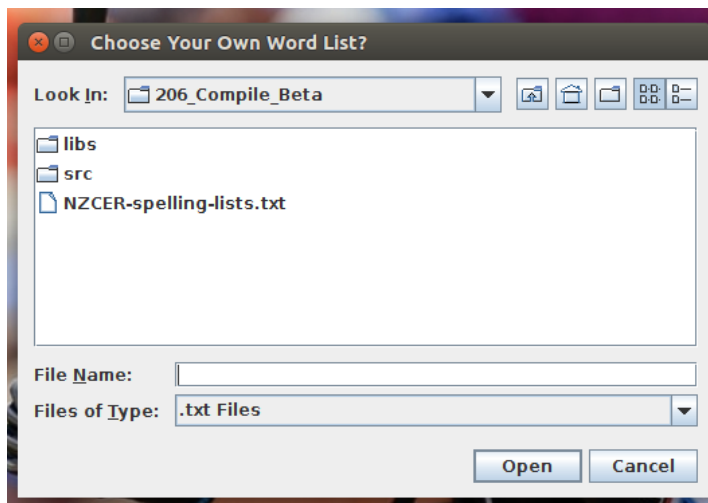 Choose Your Own Word List?
Look In: 206_Compile_Beta
libs
src
NZCER-spelling-lists.txt
File Name:
Files of Type: .txt Files
Open Cancel